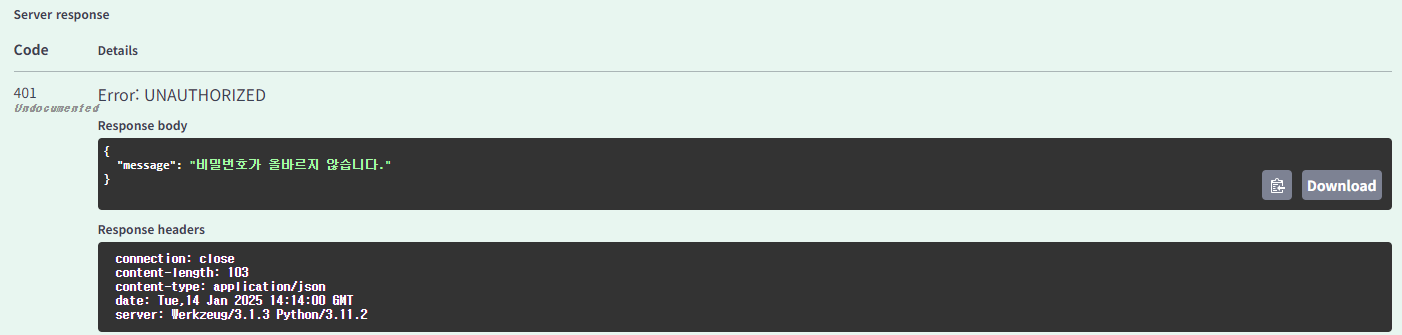 Server response
Code Details
401 Error: UNAUTHORIZED
Undocumented
Response body
{
"message": "비밀번호가 올바르지 않습니다."
}
Download
Response headers
connection: close
content-length: 103
content-type: application/json
date: Tue,14 Jan 2025 14:14:00 GMT
server: Werkzeug/3.1.3 Python/3.11.2